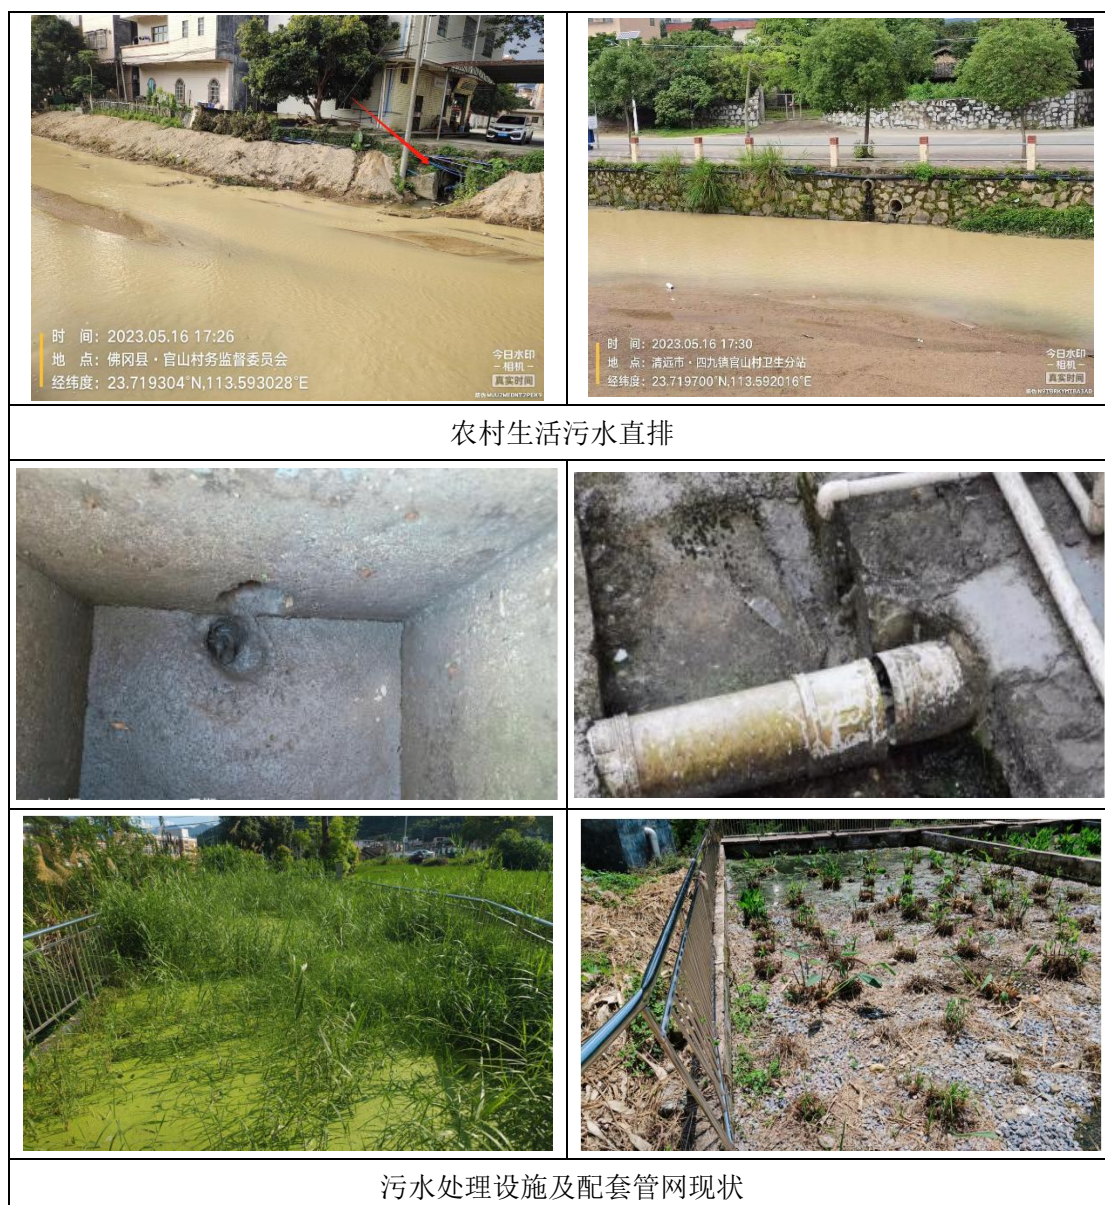 时 间：2023.05.16 17:26
地 点：佛冈县·官山村务监督委员会
经纬度：23.719304°N,113.593028°E
今日水印
-相机-
真实时间
时 间：2023.05.16 17:30
地 点：清远市·四九镇官山村卫生分站
经纬度：23.719700°N,113.592016°E
今日水印
-相机-
真实时间
农村生活污水直排
污水处理设施及配套管网现状